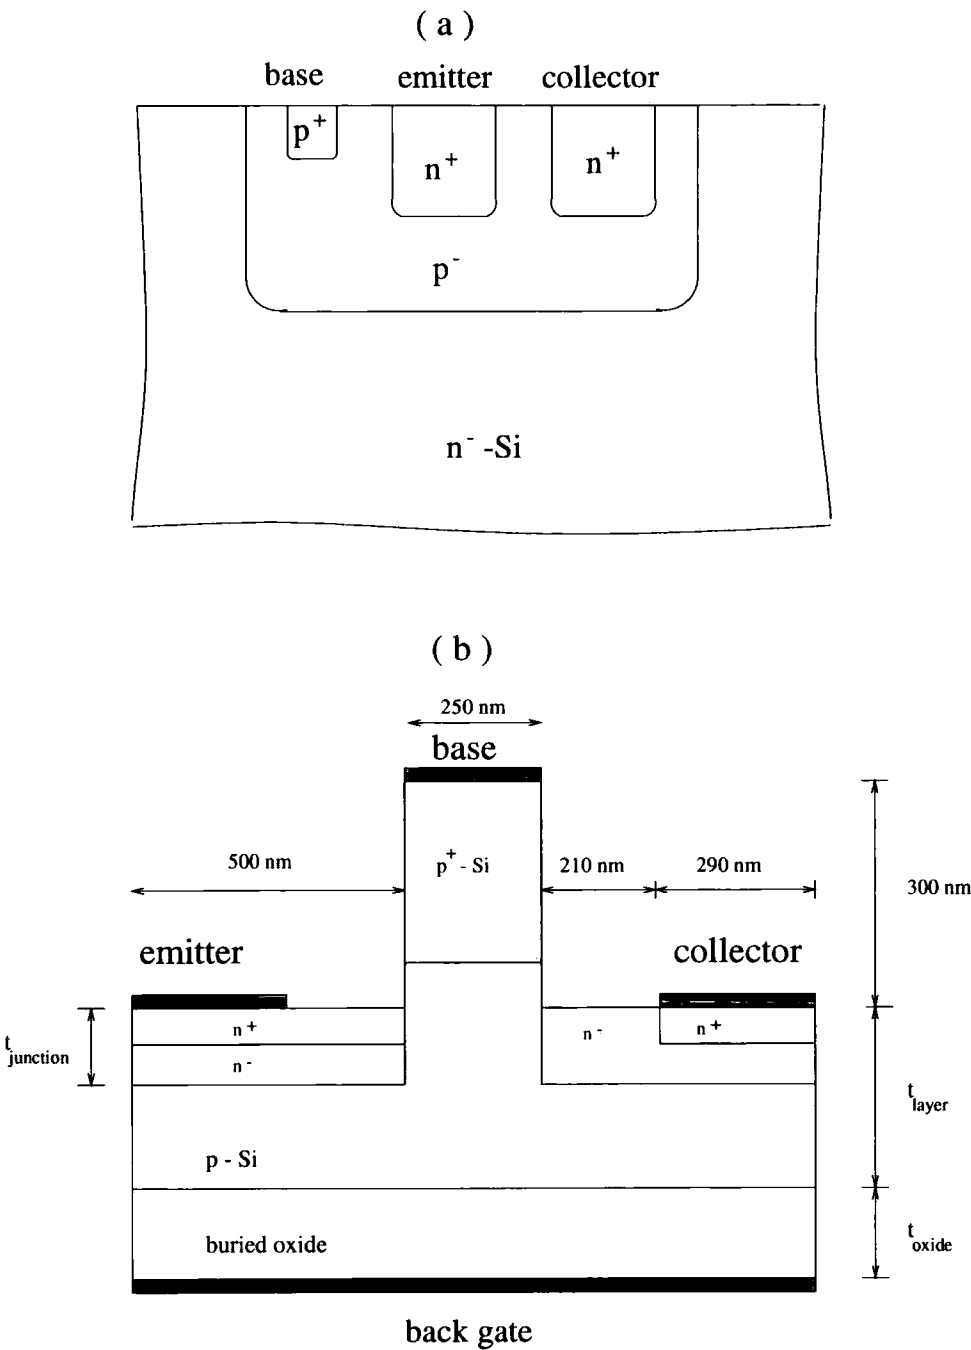 ( a )
base emitter collector
p+
n+ n+
p-
n- -Si
( b )
250 nm
base
500 nm p+ - Si 210 nm 290 nm 300 nm
emitter collector
n+ n- n+
t junction n-
t layer
p - Si
buried oxide t oxide
back gate